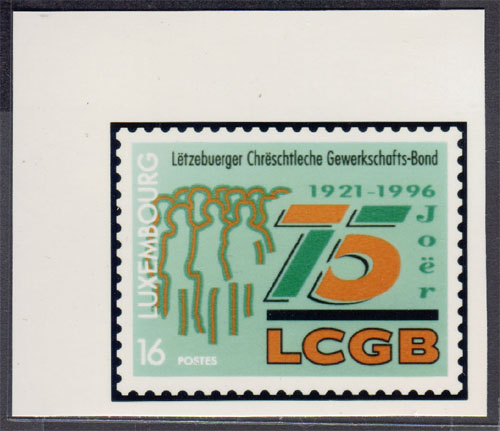 Lëtzebuerger Chrëschtleche Gewerkschafts-Bond
1921-1996
75
Joër
LCGB
LUXEMBOURG
16
POSTES